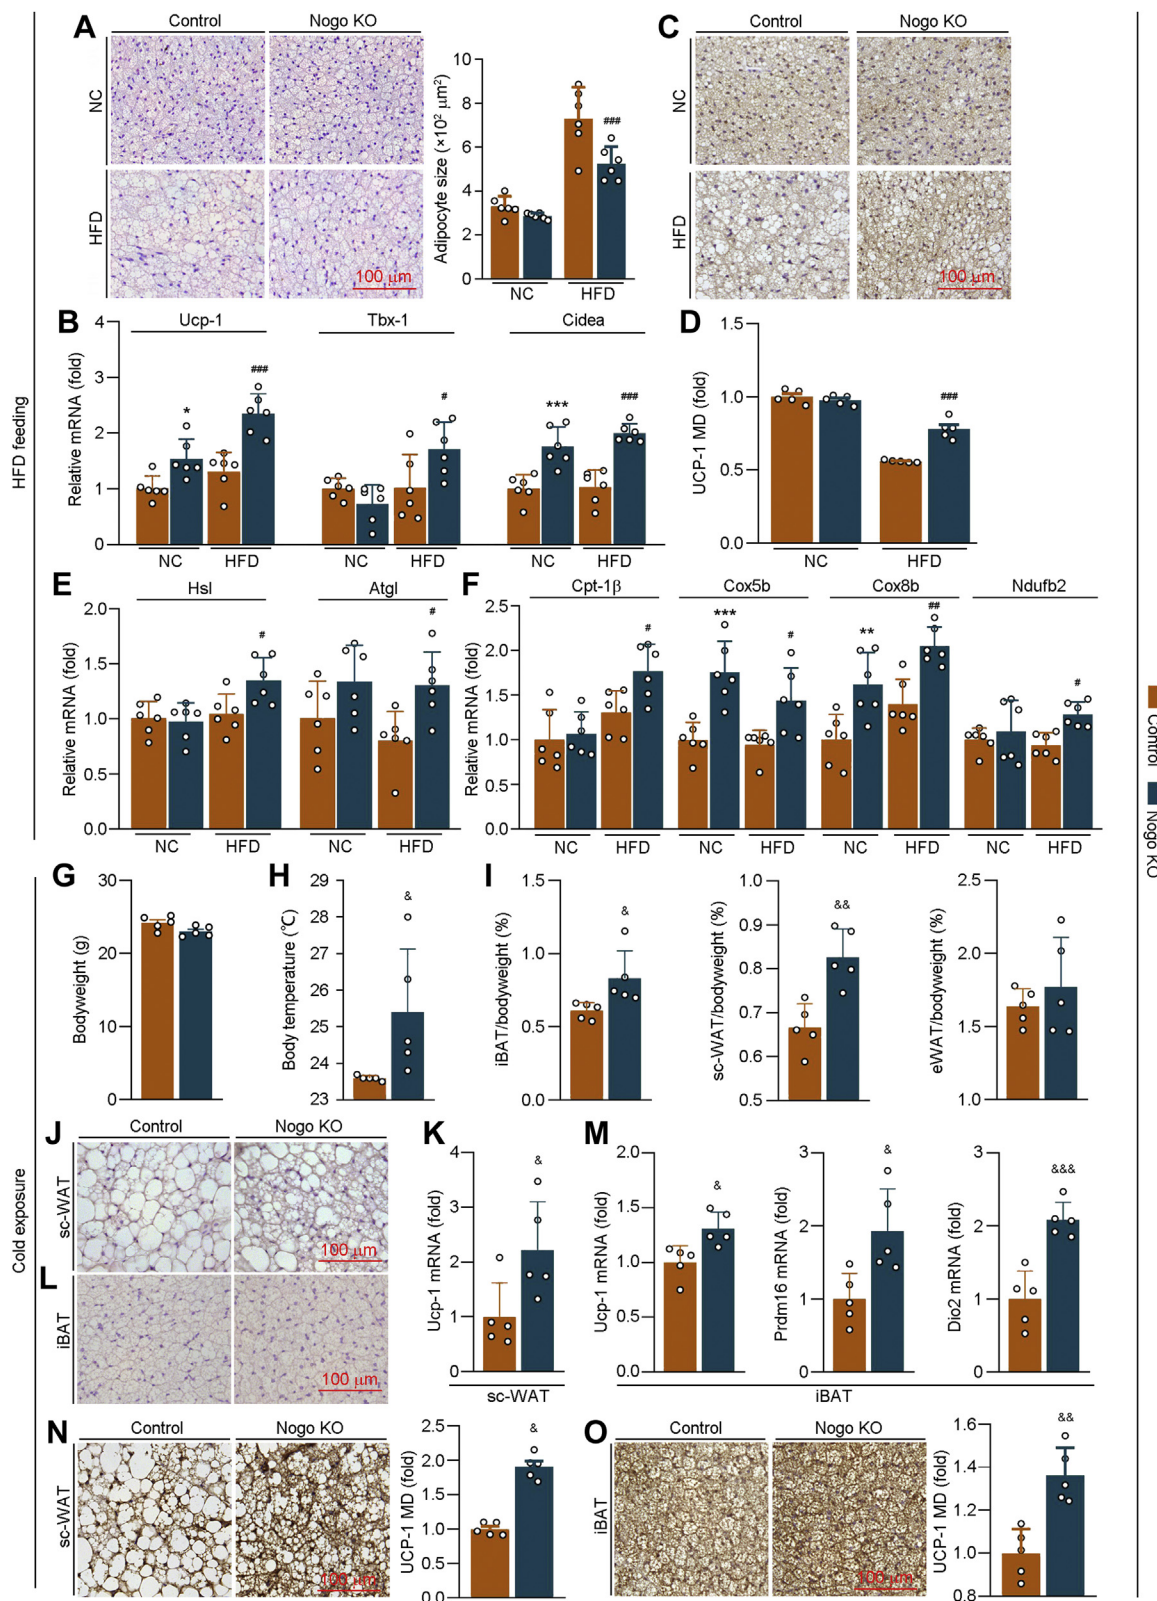 A
Control
Nogo KO
NC
HFD
100 μm
Adipocyte size (×10² μm²)
10
8
6
4
2
0
###
NC
HFD
C
Control
Nogo KO
NC
HFD
100 μm
HFD feeding
B
Ucp-1
Tbx-1
Cidea
Relative mRNA (fold)
4
3
2
1
0
*
###
#
***
###
NC
HFD
NC
HFD
NC
HFD
D
UCP-1 MD (fold)
1.5
1.0
0.5
0.0
###
NC
HFD
E
Hsl
Atgl
Relative mRNA (fold)
2.0
1.5
1.0
0.5
0.0
#
#
NC
HFD
NC
HFD
F
Cpt-1β
Cox5b
Cox8b
Ndufb2
Relative mRNA (fold)
2.5
2.0
1.5
1.0
0.5
0.0
#
***
#
**
##
#
NC
HFD
NC
HFD
NC
HFD
NC
HFD
Control
Nogo KO
Cold exposure
G
Bodyweight (g)
30
20
10
0
H
Body temperature (℃)
29
28
27
26
25
24
23
&
I
iBAT/bodyweight (%)
1.5
1.0
0.5
0.0
&
sc-WAT/bodyweight (%)
1.0
0.9
0.8
0.7
0.6
0.5
&&
eWAT/bodyweight (%)
2.5
2.0
1.5
1.0
J
Control
Nogo KO
sc-WAT
100 μm
L
iBAT
100 μm
K
Ucp-1 mRNA (fold)
4
3
2
1
0
&
sc-WAT
M
Ucp-1 mRNA (fold)
2.0
1.5
1.0
0.5
0.0
&
Prdm16 mRNA (fold)
3
2
1
0
&
Dio2 mRNA (fold)
3
2
1
0
&&&
iBAT
N
Control
Nogo KO
sc-WAT
100 μm
UCP-1 MD (fold)
2.5
2.0
1.5
1.0
0.5
0.0
&
O
Control
Nogo KO
iBAT
100 μm
UCP-1 MD (fold)
1.6
1.4
1.2
1.0
0.8
&&